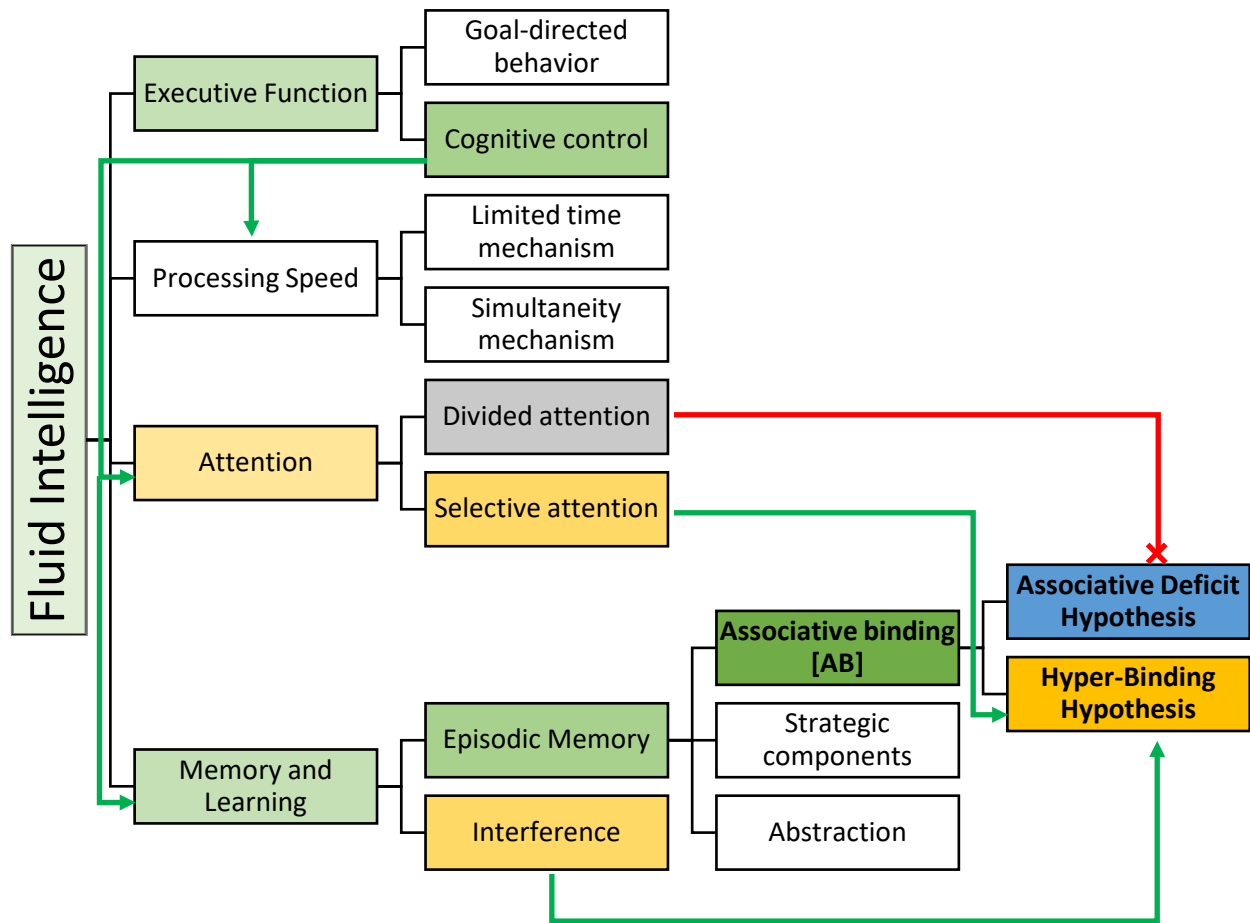 Fluid Intelligence
Executive Function
Goal-directed
behavior
Cognitive control
Processing Speed
Limited time
mechanism
Simultaneity
mechanism
Attention
Divided attention
Selective attention
Memory and
Learning
Episodic Memory
Interference
Associative binding
[AB]
Strategic
components
Abstraction
Associative Deficit
Hypothesis
Hyper-Binding
Hypothesis